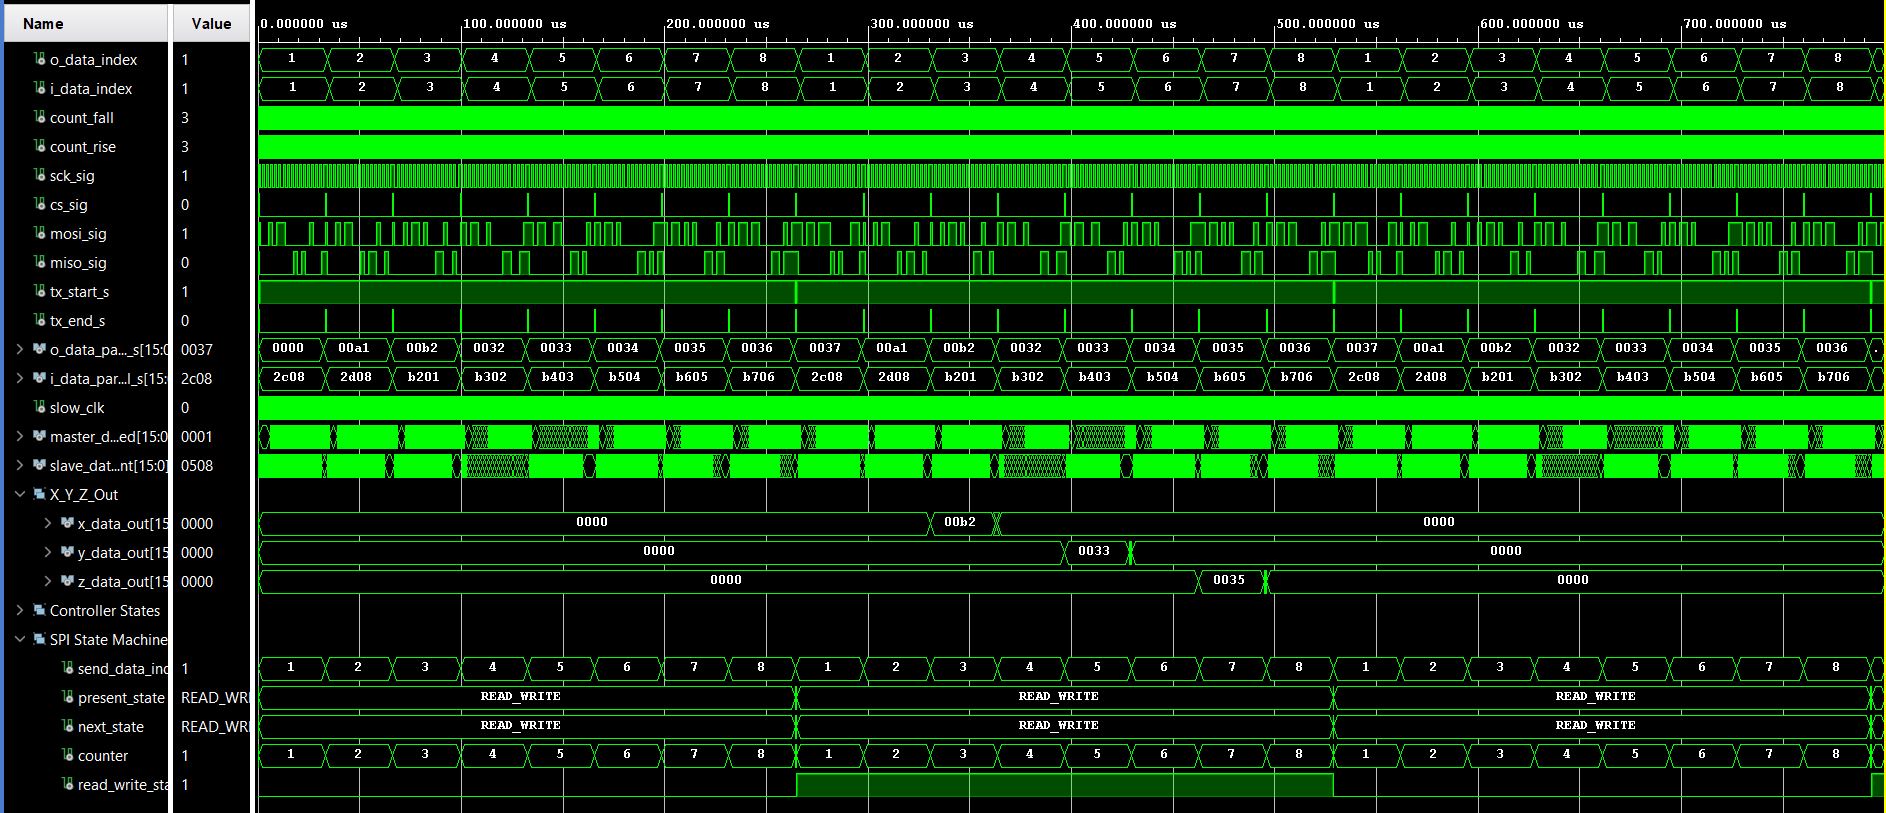 Name Value 0.000000 us 100.000000 us 200.000000 us 300.000000 us 400.000000 us 500.000000 us 600.000000 us 700.000000 us
o_data_index 1 1 2 3 4 5 6 7 8 1 2 3 4 5 6 7 8 1 2 3 4 5 6 7 8
i_data_index 1 1 2 3 4 5 6 7 8 1 2 3 4 5 6 7 8 1 2 3 4 5 6 7 8
count_fall 3
count_rise 3
sck_sig 1
cs_sig 0
mosi_sig 1
miso_sig 0
tx_start_s 1
tx_end_s 0
o_data_pa..._s[15:0 0037 0000 00a1 00b2 0032 0033 0034 0035 0036 0037 00a1 00b2 0032 0033 0034 0035 0036 0037 00a1 00b2 0032 0033 0034 0035 0036 .
i_data_par...l_s[15: 2c08 2c08 2d08 b201 b302 b403 b504 b605 b706 2c08 2d08 b201 b302 b403 b504 b605 b706 2c08 2d08 b201 b302 b403 b504 b605 b706
slow_clk 0
master_d...ed[15:0 0001
slave_dat...nt[15:0] 0508
X_Y_Z_Out
x_data_out[15 0000 0000 00b2 0000
y_data_out[15 0000 0000 0033 0000
z_data_out[15 0000 0000 0035 0000
Controller States
SPI State Machine
send_data_ind 1 1 2 3 4 5 6 7 8 1 2 3 4 5 6 7 8 1 2 3 4 5 6 7 8
present_state READ_WRI READ_WRITE READ_WRITE READ_WRITE
next_state READ_WRI READ_WRITE READ_WRITE READ_WRITE
counter 1 1 2 3 4 5 6 7 8 1 2 3 4 5 6 7 8 1 2 3 4 5 6 7 8
read_write_sta 1